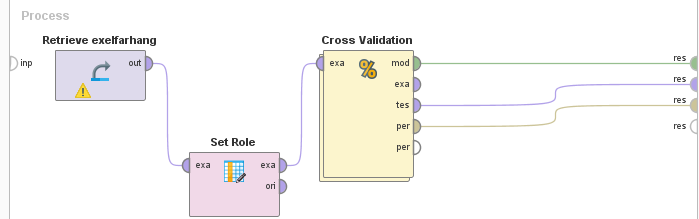 Process
Retrieve exelfarhang
Cross Validation
inp
out
exa
mod
res
exa
res
tes
res
per
res
per
Set Role
exa
exa
ori